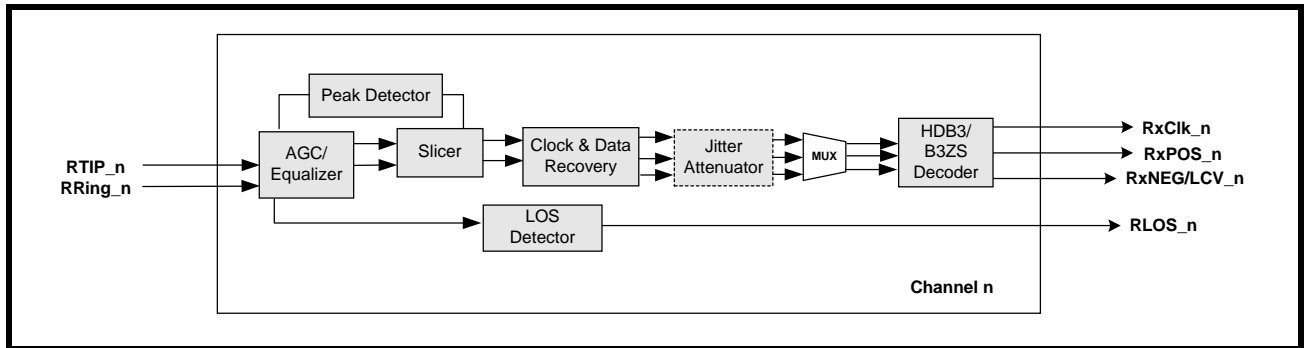 Peak Detector
RTIP_n
RRing_n
AGC/
Equalizer
Slicer
Clock & Data
Recovery
Jitter
Attenuator
MUX
HDB3/
B3ZS
Decoder
RxClk_n
RxPOS_n
RxNEG/LCV_n
LOS
Detector
RLOS_n
Channel n